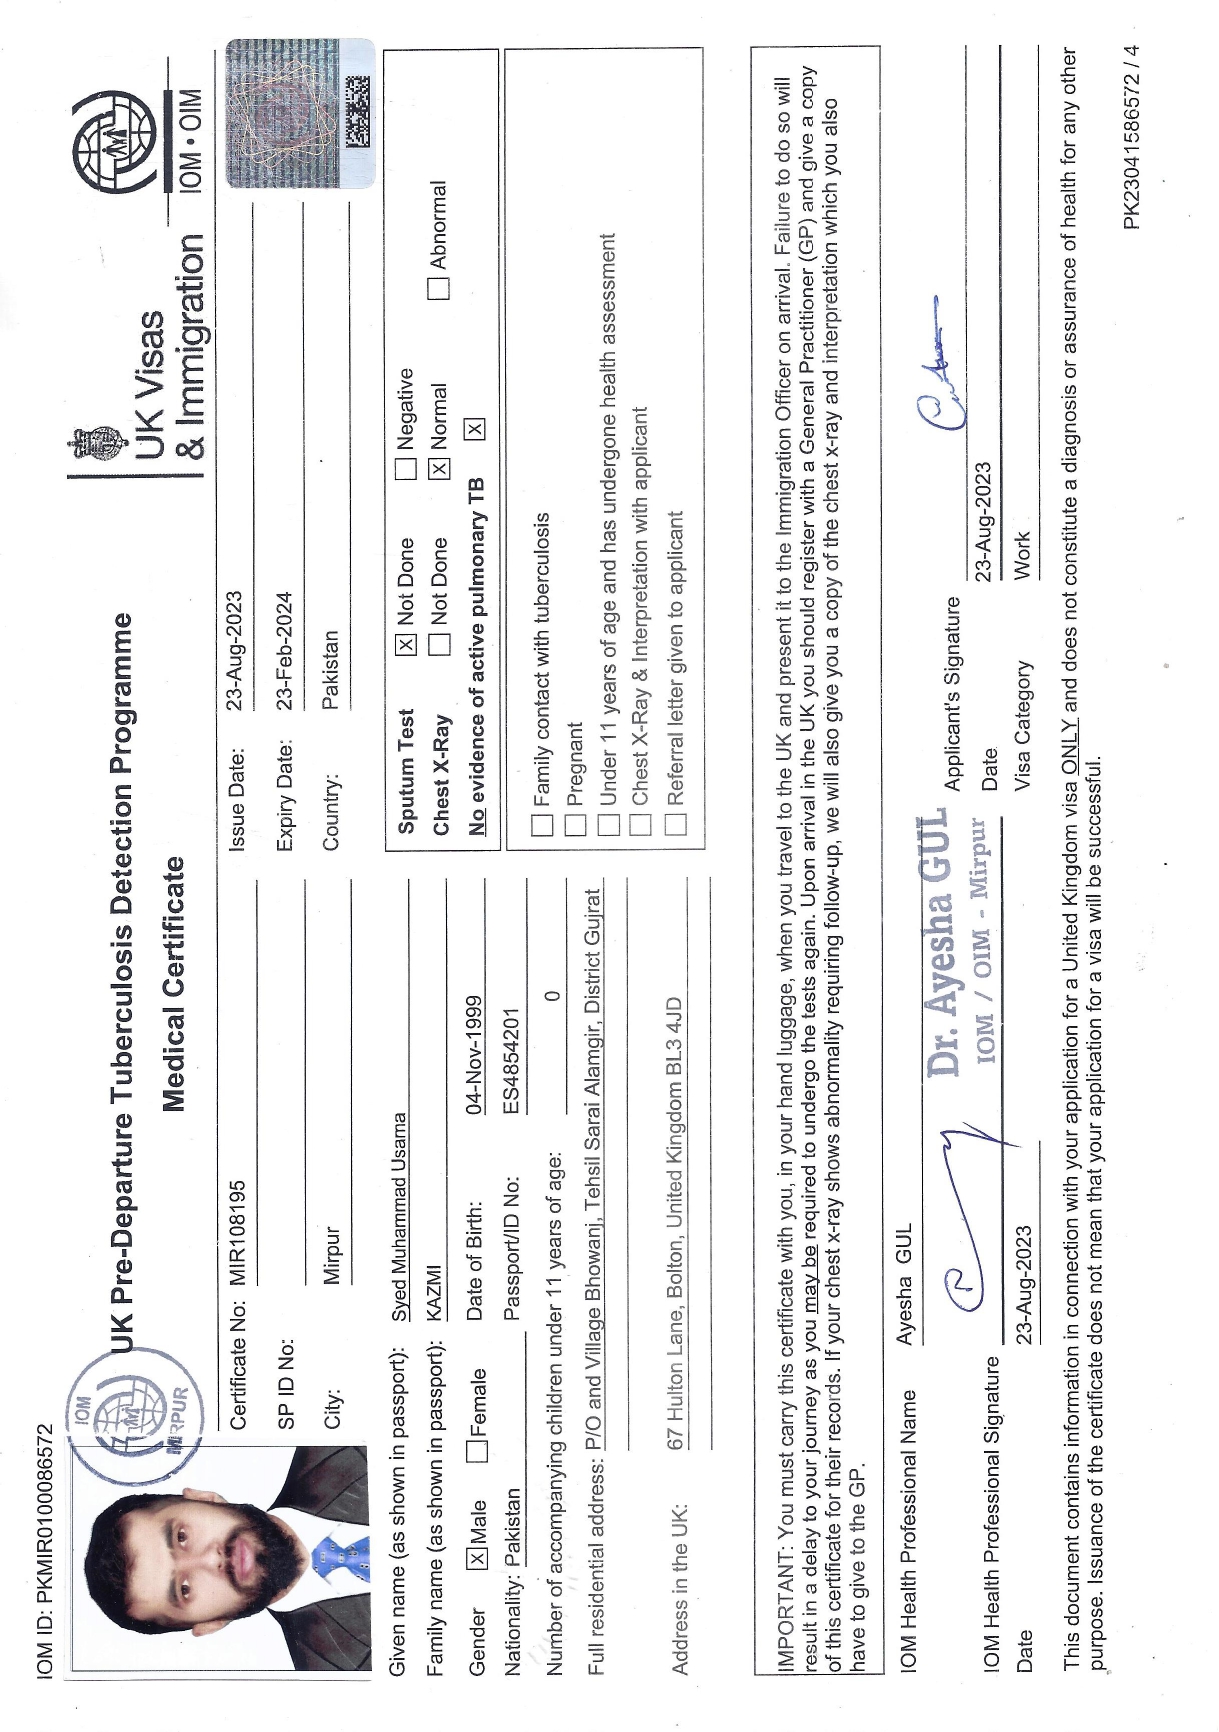 IOM ID: PKMIR0100086572
IOM
MIRPUR
UK Pre-Departure Tuberculosis Detection Programme
Medical Certificate
UK Visas
& Immigration
IOM • OIM
Certificate No: MIR108195
Issue Date: 23-Aug-2023
SP ID No:
Expiry Date: 23-Feb-2024
City: Mirpur
Country: Pakistan
Given name (as shown in passport): Syed Muhammad Usama
Family name (as shown in passport): KAZMI
Gender X Male Female Date of Birth: 04-Nov-1999
Nationality: Pakistan Passport/ID No: ES4854201
Number of accompanying children under 11 years of age: 0
Full residential address: P/O and Village Bhowanj, Tehsil Sarai Alamgir, District Gujrat
Address in the UK: 67 Hulton Lane, Bolton, United Kingdom BL3 4JD
Sputum Test X Not Done Negative
Chest X-Ray Not Done X Normal Abnormal
No evidence of active pulmonary TB X
Family contact with tuberculosis
Pregnant
Under 11 years of age and has undergone health assessment
Chest X-Ray & Interpretation with applicant
Referral letter given to applicant
IMPORTANT: You must carry this certificate with you, in your hand luggage, when you travel to the UK and present it to the Immigration Officer on arrival. Failure to do so will
result in a delay to your journey as you may be required to undergo the tests again. Upon arrival in the UK you should register with a General Practitioner (GP) and give a copy
of this certificate for their records. If your chest x-ray shows abnormality requiring follow-up, we will also give you a copy of the chest x-ray and interpretation which you also
have to give to the GP.
IOM Health Professional Name Ayesha GUL
Dr. Ayesha GUL
IOM / OIM - Mirpur
IOM Health Professional Signature
Applicant's Signature
Date 23-Aug-2023
Date 23-Aug-2023
Visa Category Work
This document contains information in connection with your application for a United Kingdom visa ONLY and does not constitute a diagnosis or assurance of health for any other
purpose. Issuance of the certificate does not mean that your application for a visa will be successful.
PK23041586572 / 4